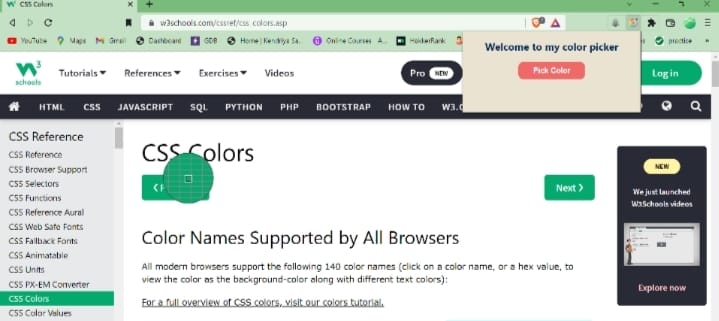 CSS Colors
w3schools.com/cssref/css_colors.asp
YouTube
Maps
Gmail
Dashboard
GDB
Home | Kendriya Sa...
Online Courses - A...
HakkerRank
practice
»
Welcome to my color picker
Pick Color
W3
schools
Tutorials
References
Exercises
Videos
Pro
NEW
Log in
HTML
CSS
JAVASCRIPT
SQL
PYTHON
PHP
BOOTSTRAP
HOW TO
CSS Reference
CSS Reference
CSS Browser Support
CSS Selectors
CSS Functions
CSS Reference Aural
CSS Web Safe Fonts
CSS Fallback Fonts
CSS Animatable
CSS Units
CSS PX-EM Converter
CSS Colors
CSS Color Values
CSS Colors
Next ❯
Color Names Supported by All Browsers
All modern browsers support the following 140 color names (click on a color name, or a hex value, to
view the color as the background-color along with different text colors):
For a full overview of CSS colors, visit our colors tutorial.
NEW
We just launched
W3Schools videos
Explore now